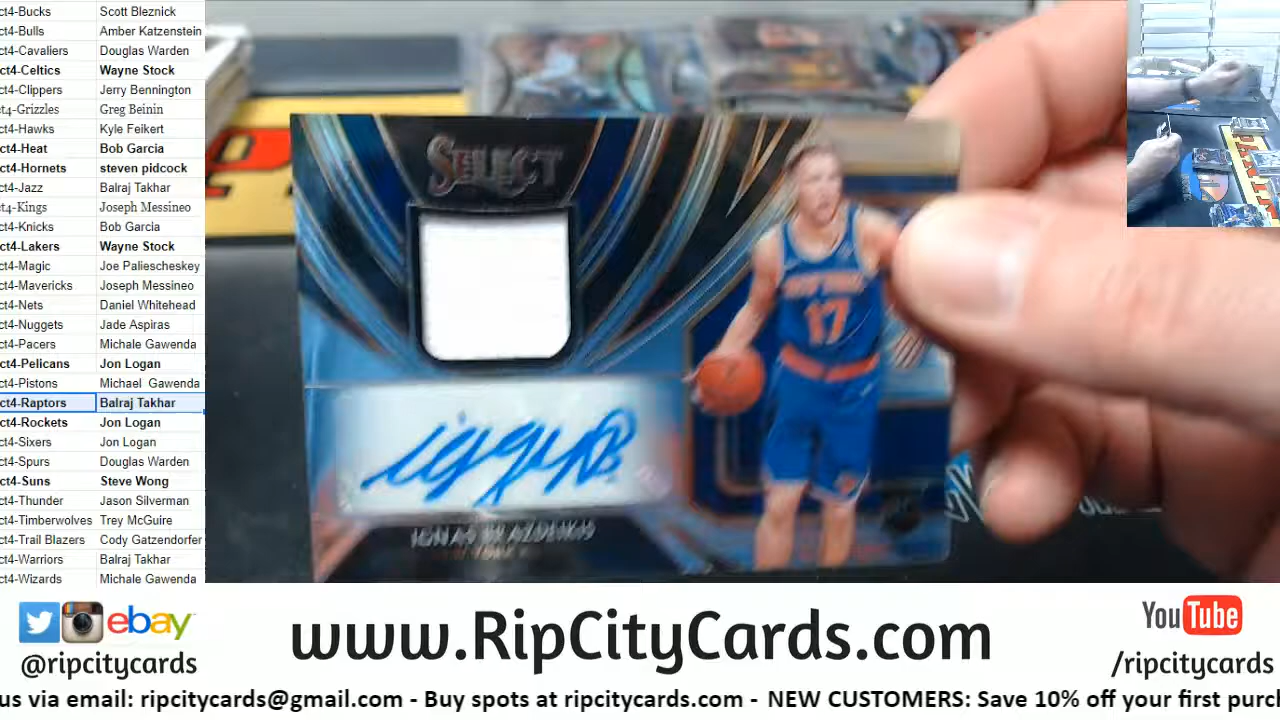 ct4-Bucks Scott Bleznick
ct4-Bulls Amber Katzenstein
ct4-Cavaliers Douglas Warden
ct4-Celtics Wayne Stock
ct4-Clippers Jerry Bennington
ct4-Grizzles Greg Beinin
ct4-Hawks Kyle Feikert
ct4-Heat Bob Garcia
ct4-Hornets steven pidcock
ct4-Jazz Balraj Takhar
ct4-Kings Joseph Messineo
ct4-Knicks Bob Garcia
ct4-Lakers Wayne Stock
ct4-Magic Joe Paliescheskey
ct4-Mavericks Joseph Messineo
ct4-Nets Daniel Whitehead
ct4-Nuggets Jade Aspiras
ct4-Pacers Michale Gawenda
ct4-Pelicans Jon Logan
ct4-Pistons Michael Gawenda
ct4-Raptors Balraj Takhar
ct4-Rockets Jon Logan
ct4-Sixers Jon Logan
ct4-Spurs Douglas Warden
ct4-Suns Steve Wong
ct4-Thunder Jason Silverman
ct4-Timberwolves Trey McGuire
ct4-Trail Blazers Cody Gatzendorfer
ct4-Warriors Balraj Takhar
ct4-Wizards Michale Gawenda
SELECT
NEW YORK
17
IGNAS BRAZDEIKIS
ebay
@ripcitycards
www.RipCityCards.com
YouTube
/ripcitycards
us via email: ripcitycards@gmail.com - Buy spots at ripcitycards.com - NEW CUSTOMERS: Save 10% off your first purch